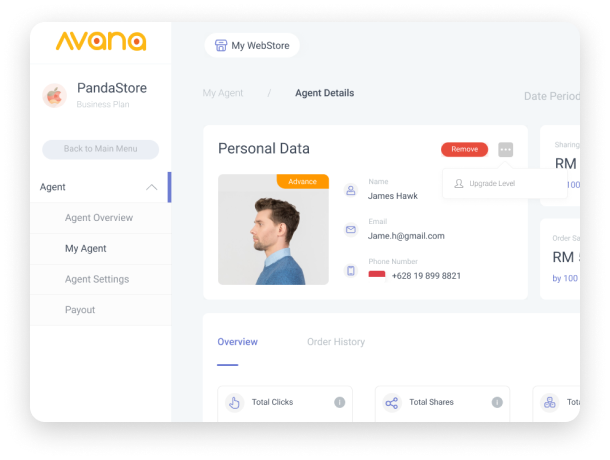 AVANA
My WebStore
PandaStore
Business Plan
My Agent / Agent Details
Date Period
Back to Main Menu
Personal Data
Remove
Sharing
RM
100
Upgrade Level
Agent
Advance
Name
James Hawk
Agent Overview
Email
Jame.h@gmail.com
My Agent
Phone Number
+628 19 899 8821
Order Sa
RM
by 100
Agent Settings
Payout
Overview
Order History
Total Clicks
Total Shares
Tota